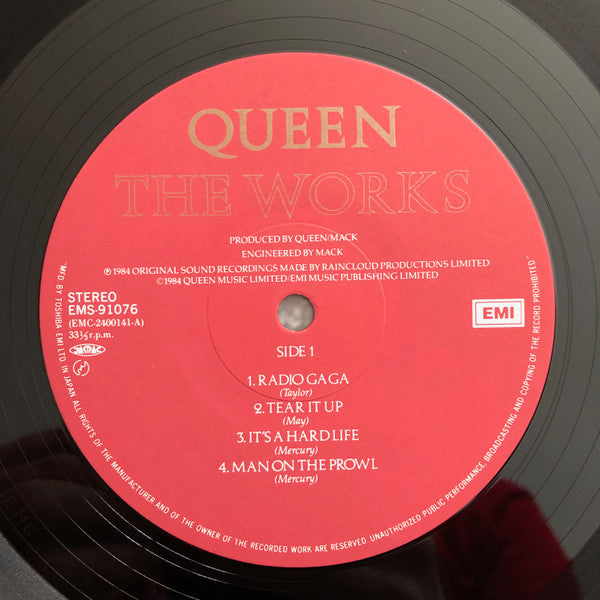 QUEEN
THE WORKS
PRODUCED BY QUEEN/MACK
ENGINEERED BY MACK
℗ 1984 ORIGINAL SOUND RECORDINGS MADE BY RAINCLOUD PRODUCTIONS LIMITED
© 1984 QUEEN MUSIC LIMITED/EMI MUSIC PUBLISHING LIMITED
STEREO
EMS-91076
(EMC-2400141-A)
33⅓ r.p.m.
JASRAC
EMI
SIDE 1
1. RADIO GA GA
(Taylor)
2. TEAR IT UP
(May)
3. IT'S A HARD LIFE
(Mercury)
4. MAN ON THE PROWL
(Mercury)
"MFD BY TOSHIBA EMI LTD. IN JAPAN ALL RIGHTS OF THE MANUFACTURER AND OF THE OWNER OF THE RECORDED WORK ARE RESERVED. UNAUTHORIZED PUBLIC PERFORMANCE, BROADCASTING AND COPYING OF THE RECORD PROHIBITED."